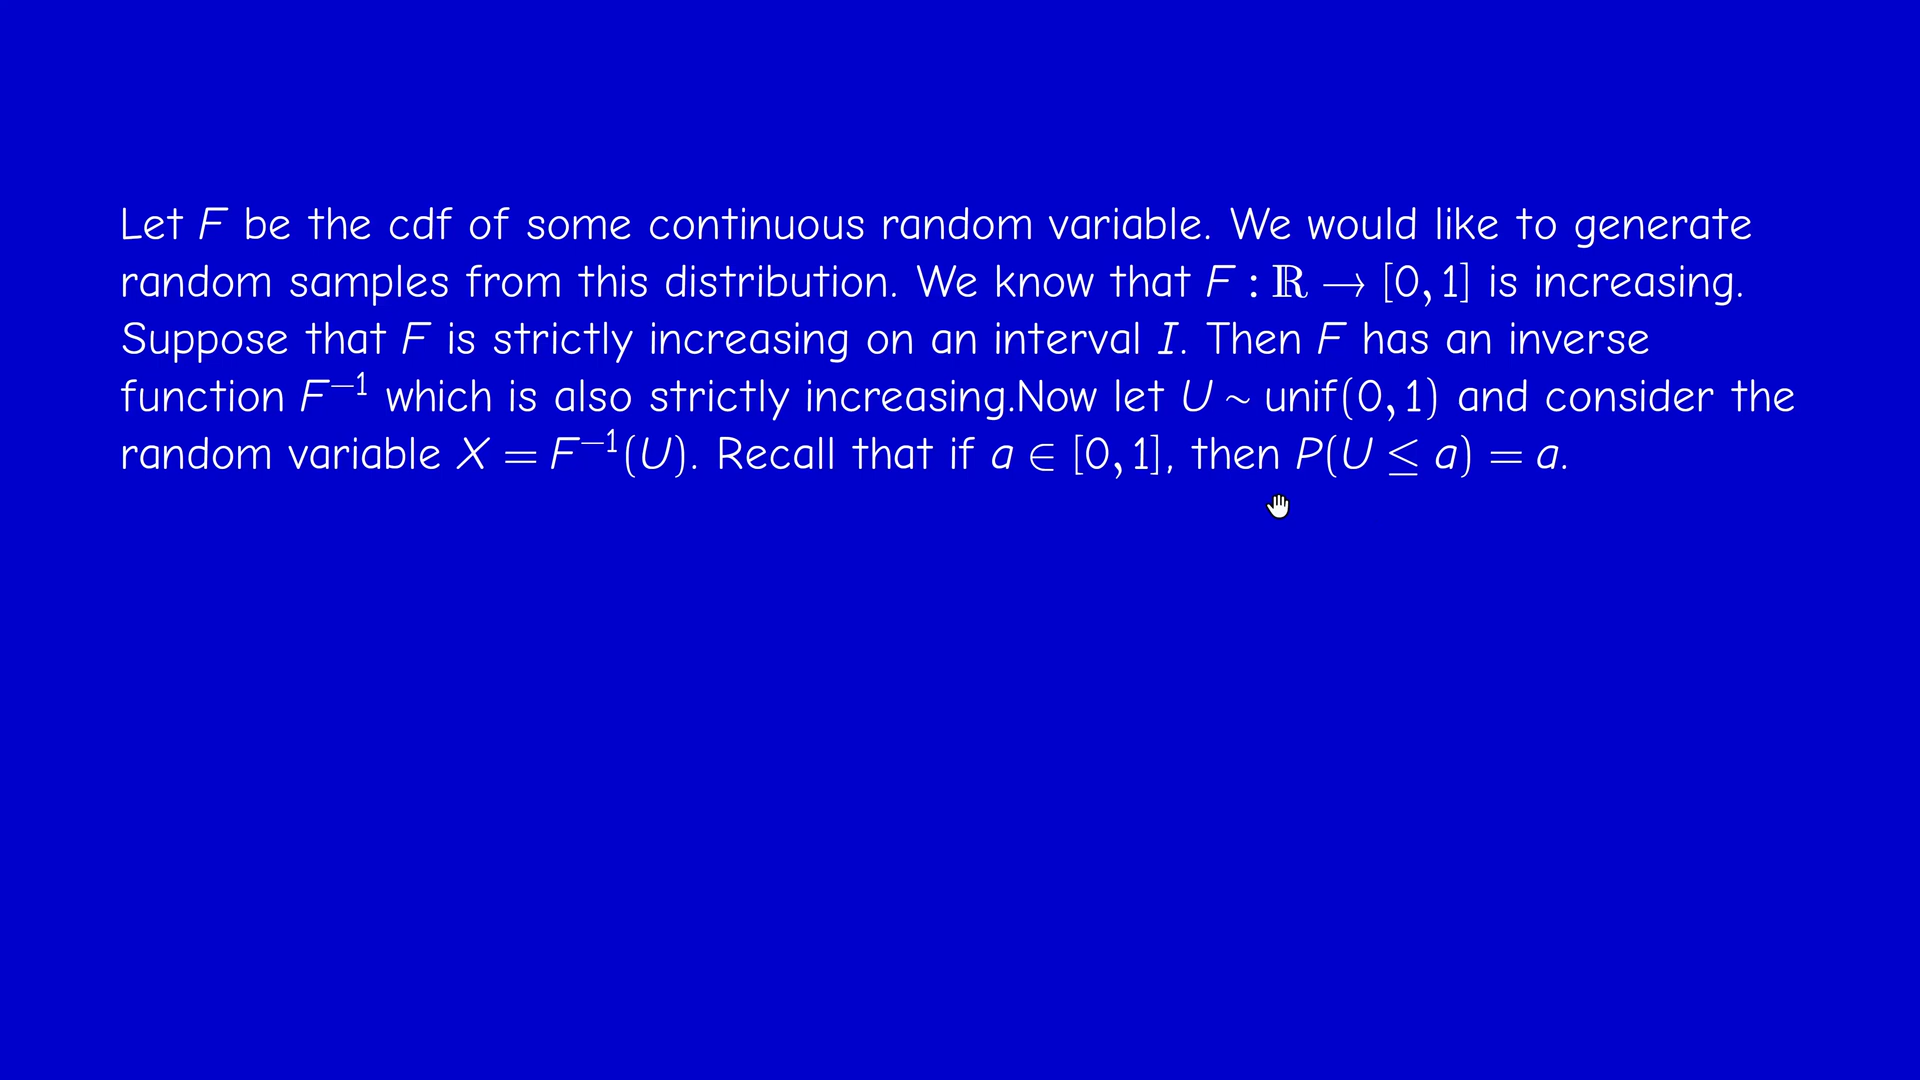 Let F be the cdf of some continuous random variable. We would like to generate
random samples from this distribution. We know that F : ℝ → [0, 1] is increasing.
Suppose that F is strictly increasing on an interval I. Then F has an inverse
function F⁻¹ which is also strictly increasing.Now let U ∼ unif(0, 1) and consider the
random variable X = F⁻¹(U). Recall that if a ∈ [0, 1], then P(U ≤ a) = a.